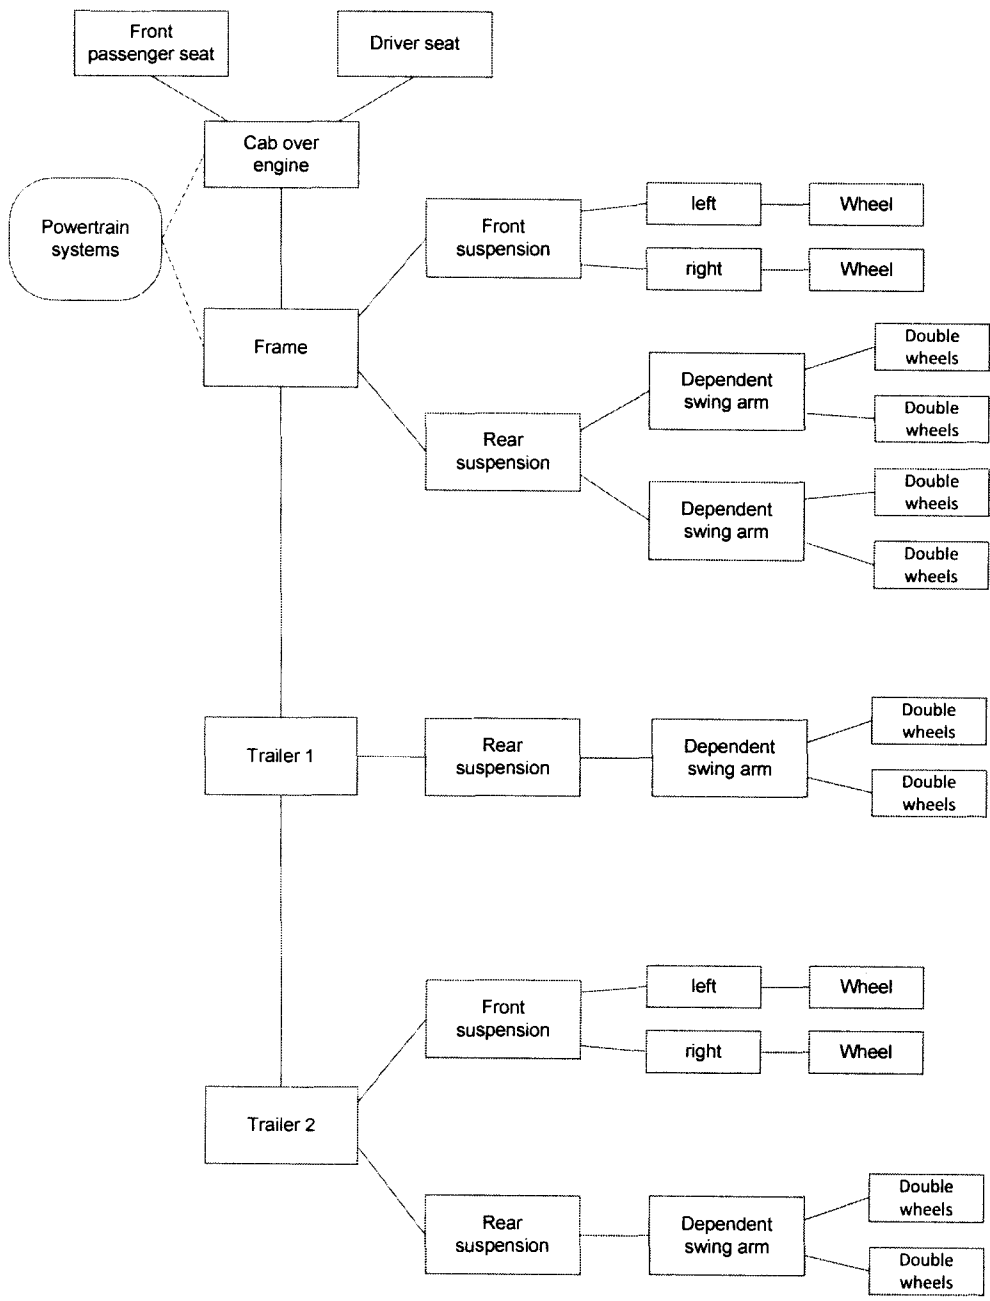 Front
passenger seat
Driver seat
Cab over
engine
Powertrain
systems
Front
suspension
left
Wheel
right
Wheel
Frame
Double
wheels
Dependent
swing arm
Double
wheels
Rear
suspension
Double
wheels
Dependent
swing arm
Double
wheels
Trailer 1
Rear
suspension
Dependent
swing arm
Double
wheels
Double
wheels
Front
suspension
left
Wheel
right
Wheel
Trailer 2
Rear
suspension
Dependent
swing arm
Double
wheels
Double
wheels